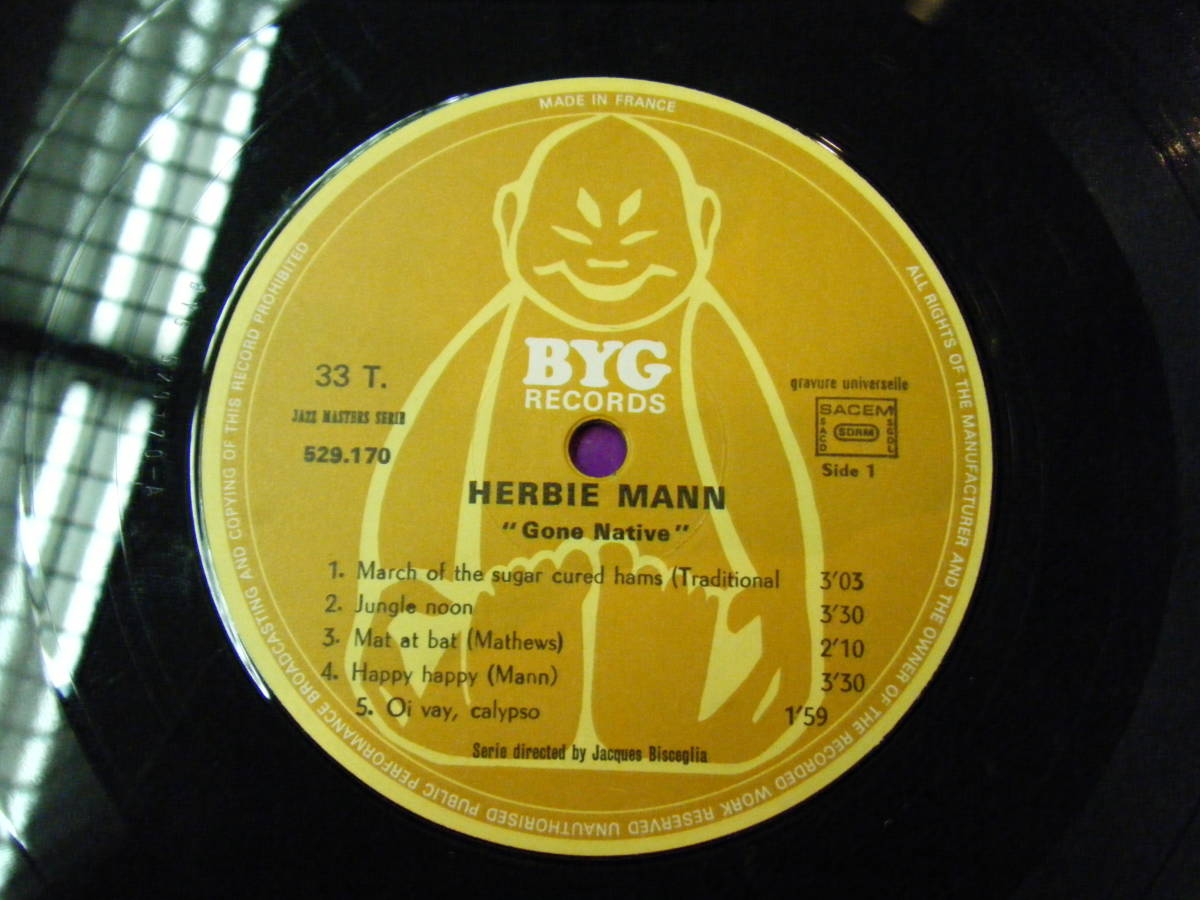 MADE IN FRANCE
ALL RIGHTS OF THE MANUFACTURER AND THE OWNER OF THE RECORDED WORK RESERVED UNAUTHORISED PUBLIC PERFORMANCE BROADCASTING AND COPYING OF THIS RECORD PROHIBITED
BYG
RECORDS
33 T.
JAZZ MASTERS SERIE
529.170
gravure universelle
SACEM
SACD
SDRM
SGDL
Side 1
HERBIE MANN
"Gone Native"
1. March of the sugar cured hams (Traditional 3'03
2. Jungle noon 3'30
3. Mat at bat (Mathews) 2'10
4. Happy happy (Mann) 3'30
5. Oi vay, calypso 1'59
Serie directed by Jacques Bisceglia